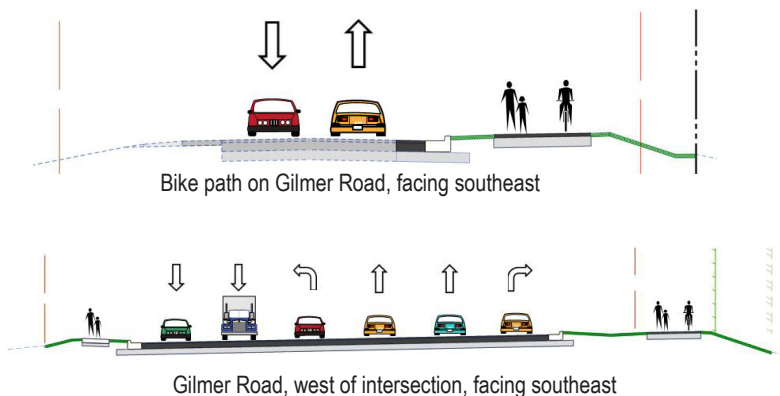 Bike path on Gilmer Road, facing southeast
Gilmer Road, west of intersection, facing southeast